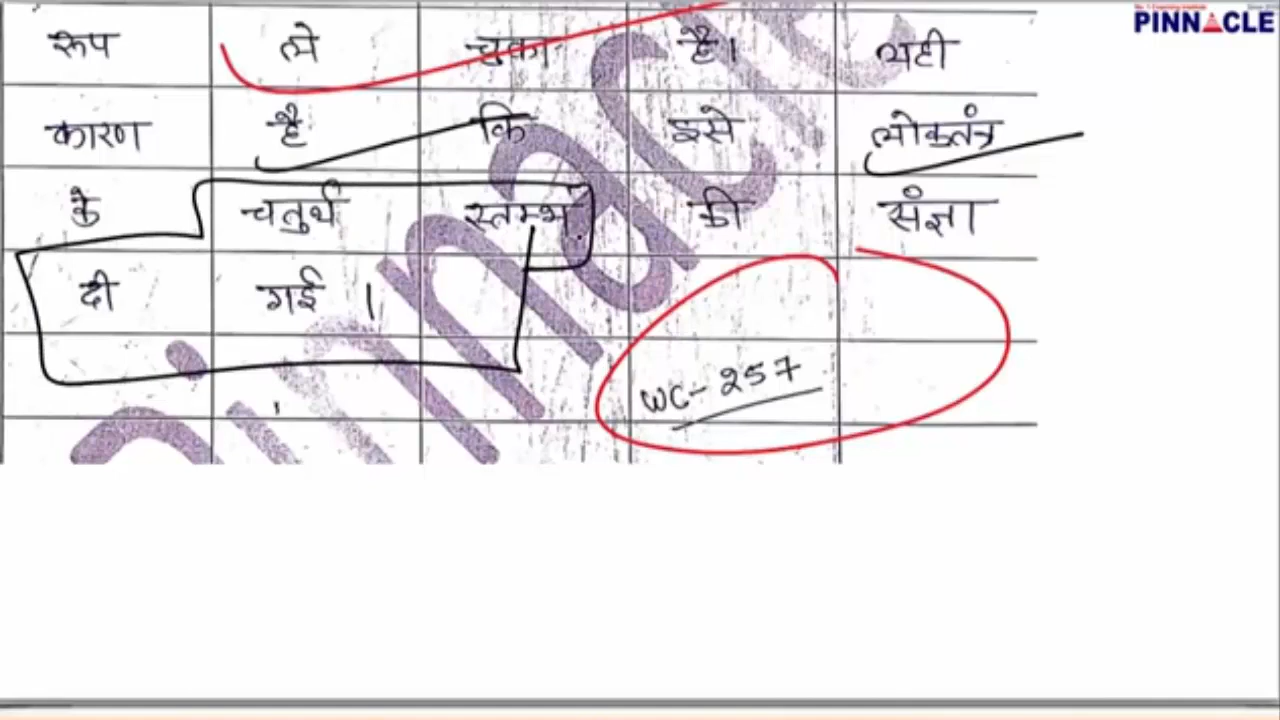 PINNACLE
रूप ले चुका है। यही
कारण है कि इसे लोकतंत्र
के चतुर्थ स्तम्भ की संज्ञा
दी गई ।
WC-257